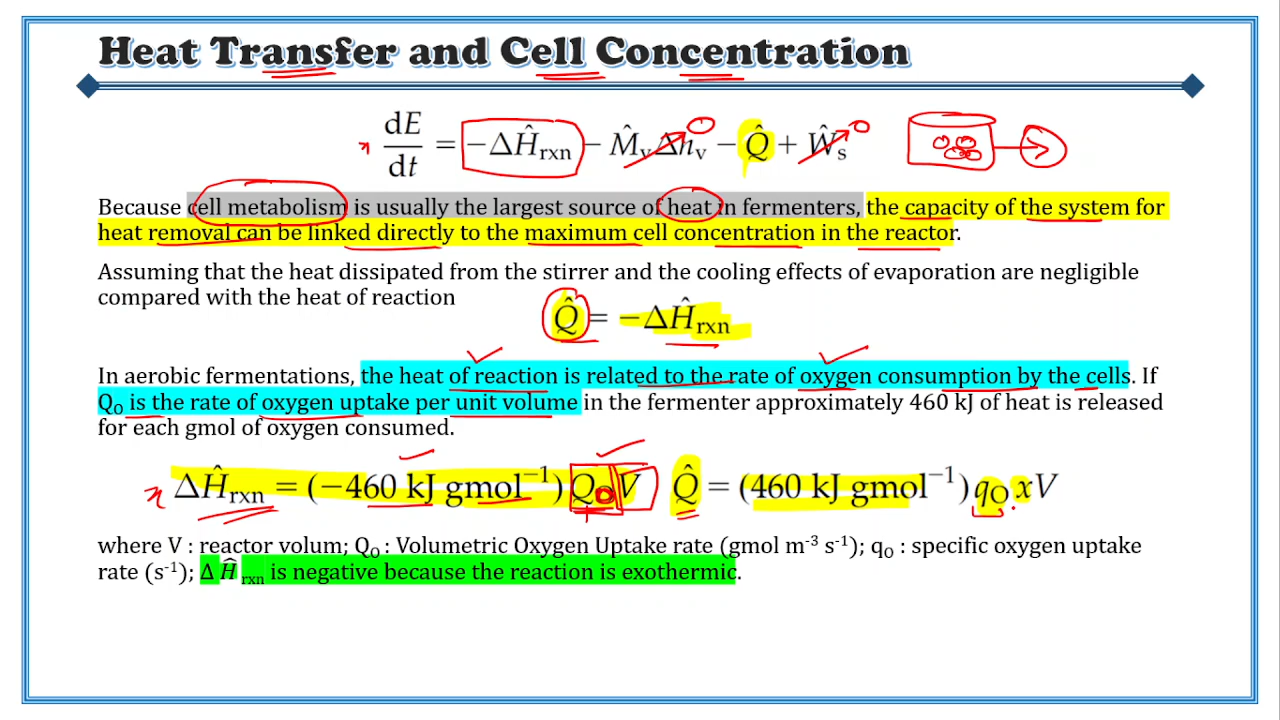 Heat Transfer and Cell Concentration
dE/dt = −ΔĤrxn − M̂vΔhv − Q̂ + Ŵs
0
0
Because cell metabolism is usually the largest source of heat in fermenters, the capacity of the system for
heat removal can be linked directly to the maximum cell concentration in the reactor.
Assuming that the heat dissipated from the stirrer and the cooling effects of evaporation are negligible
compared with the heat of reaction
Q̂ = −ΔĤrxn
In aerobic fermentations, the heat of reaction is related to the rate of oxygen consumption by the cells. If
QO is the rate of oxygen uptake per unit volume in the fermenter approximately 460 kJ of heat is released
for each gmol of oxygen consumed.
ΔĤrxn = (−460 kJ gmol⁻¹) QO V Q̂ = (460 kJ gmol⁻¹) qO xV
where V : reactor volum; QO : Volumetric Oxygen Uptake rate (gmol m⁻³ s⁻¹); qO : specific oxygen uptake
rate (s⁻¹); Δ Ĥ rxn is negative because the reaction is exothermic.